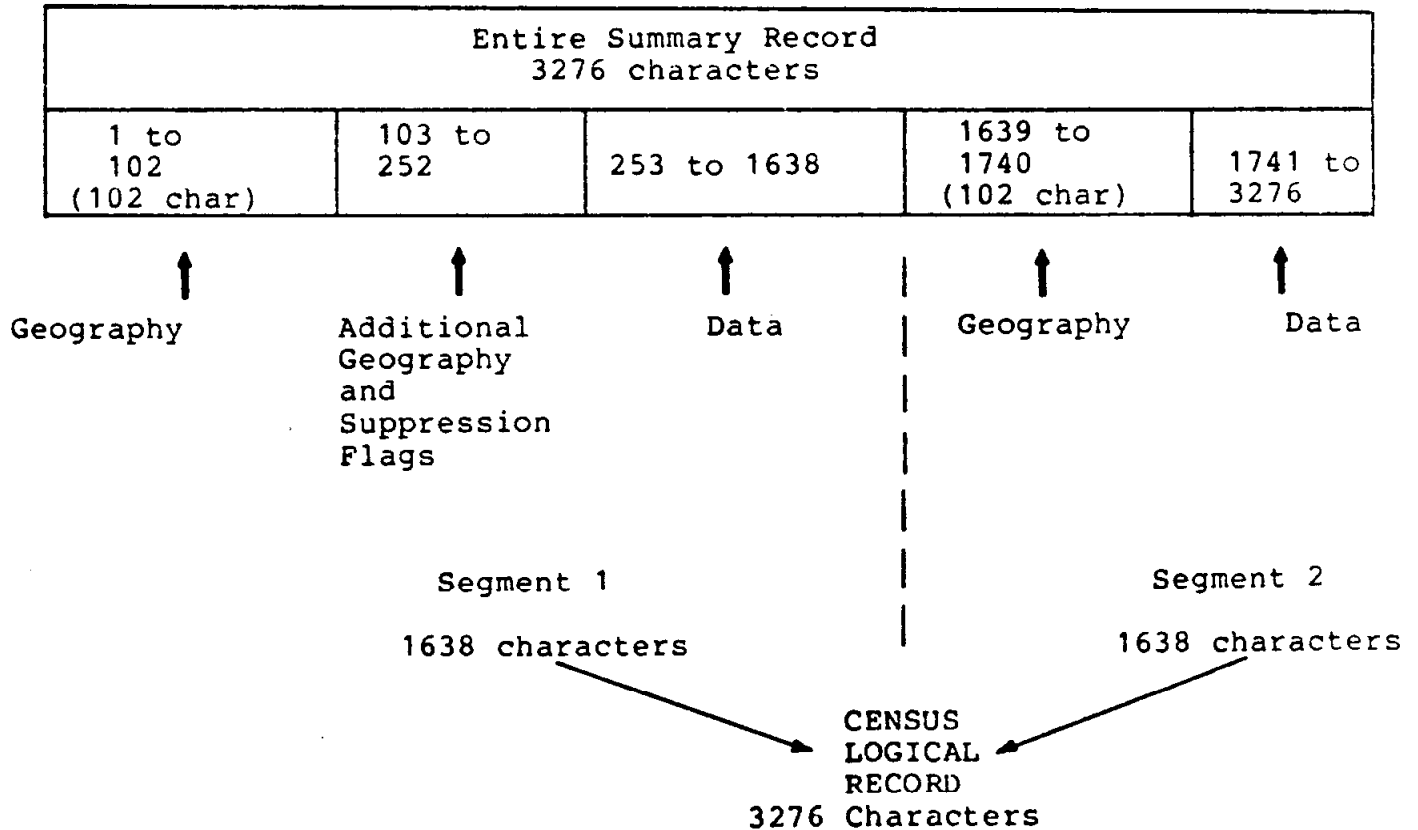 Entire Summary Record
3276 characters
1 to
102
(102 char)
103 to
252
253 to 1638
1639 to
1740
(102 char)
1741 to
3276
Geography
Additional
Geography
and
Suppression
Flags
Data
Geography
Data
Segment 1
1638 characters
Segment 2
1638 characters
CENSUS
LOGICAL
RECORD
3276 Characters